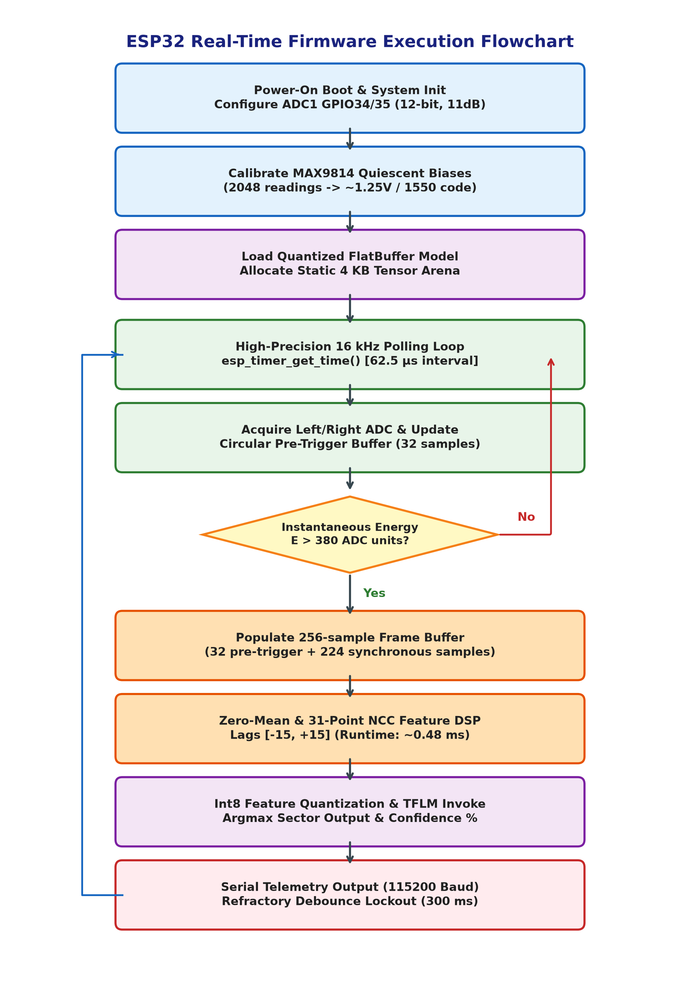 ESP32 Real-Time Firmware Execution Flowchart
Power-On Boot & System Init
Configure ADC1 GPIO34/35 (12-bit, 11dB)
Calibrate MAX9814 Quiescent Biases
(2048 readings -> ~1.25V / 1550 code)
Load Quantized FlatBuffer Model
Allocate Static 4 KB Tensor Arena
High-Precision 16 kHz Polling Loop
esp_timer_get_time() [62.5 µs interval]
Acquire Left/Right ADC & Update
Circular Pre-Trigger Buffer (32 samples)
Instantaneous Energy
E > 380 ADC units?
No
Yes
Populate 256-sample Frame Buffer
(32 pre-trigger + 224 synchronous samples)
Zero-Mean & 31-Point NCC Feature DSP
Lags [-15, +15] (Runtime: ~0.48 ms)
Int8 Feature Quantization & TFLM Invoke
Argmax Sector Output & Confidence %
Serial Telemetry Output (115200 Baud)
Refractory Debounce Lockout (300 ms)